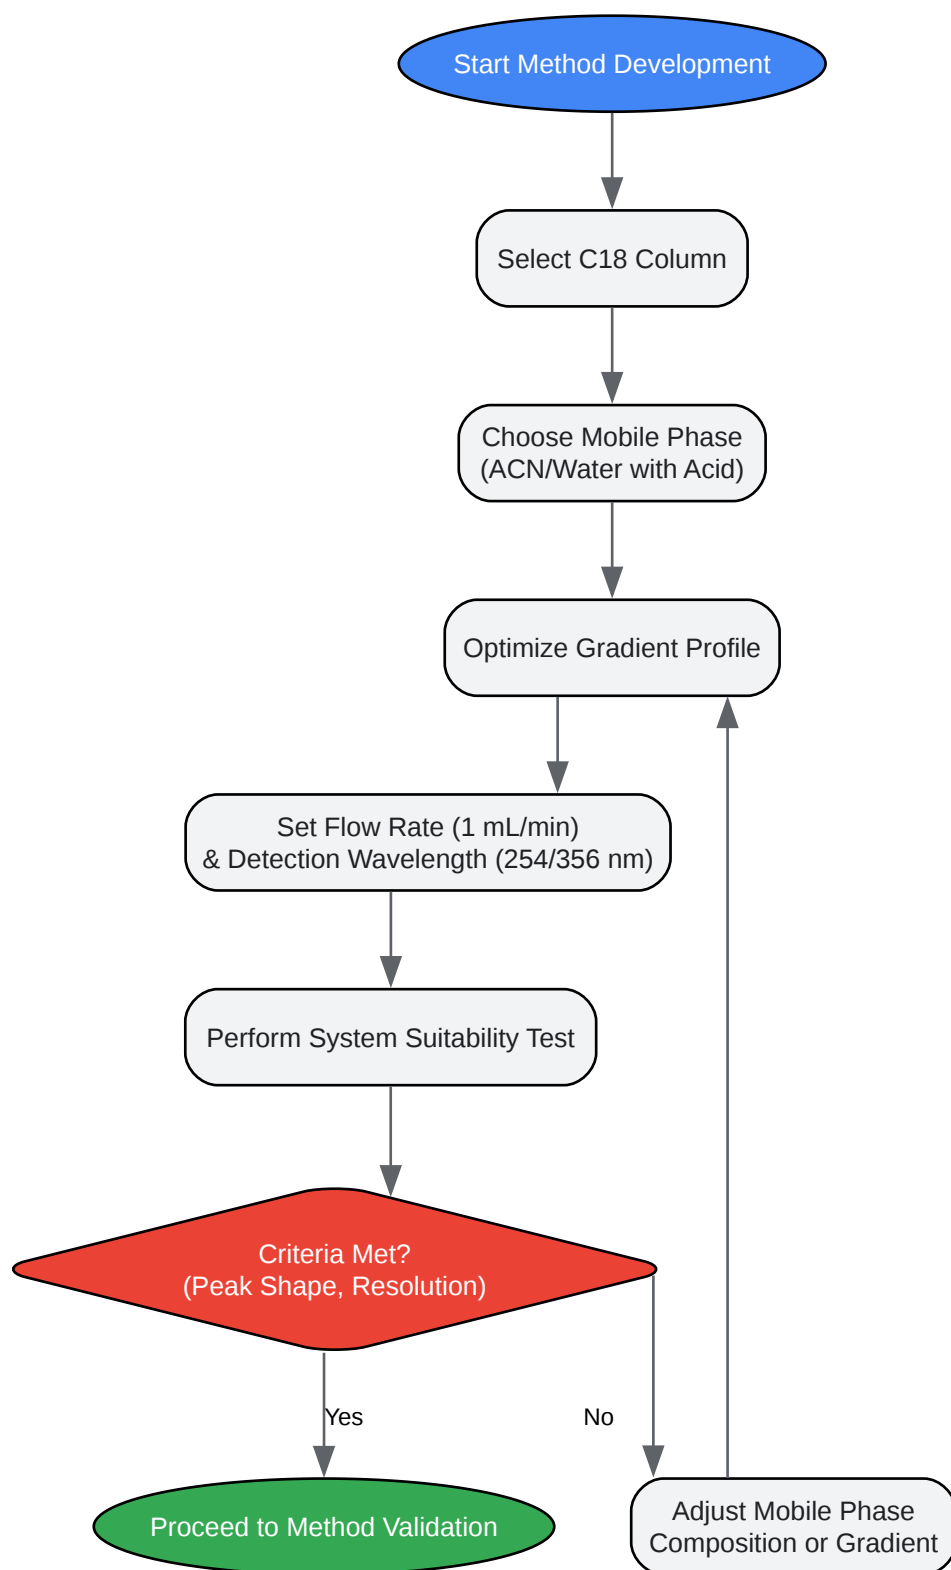 Start Method Development
Select C18 Column
Choose Mobile Phase
(ACN/Water with Acid)
Optimize Gradient Profile
Set Flow Rate (1 mL/min)
& Detection Wavelength (254/356 nm)
Perform System Suitability Test
Criteria Met?
(Peak Shape, Resolution)
Yes
No
Proceed to Method Validation
Adjust Mobile Phase
Composition or Gradient